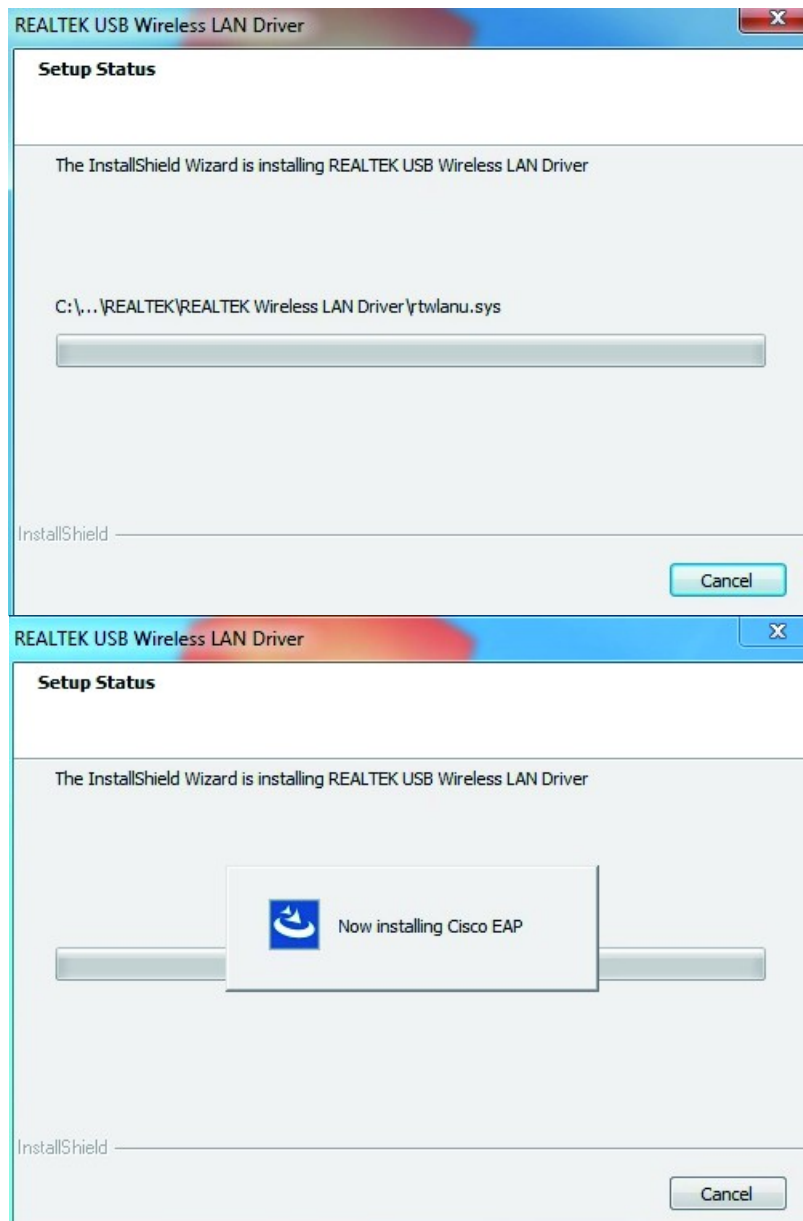 REALTEK USB Wireless LAN Driver
Setup Status
The InstallShield Wizard is installing REALTEK USB Wireless LAN Driver
C:\...\REALTEK\REALTEK Wireless LAN Driver\rtwlanu.sys
InstallShield
Cancel
REALTEK USB Wireless LAN Driver
Setup Status
The InstallShield Wizard is installing REALTEK USB Wireless LAN Driver
Now installing Cisco EAP
InstallShield
Cancel